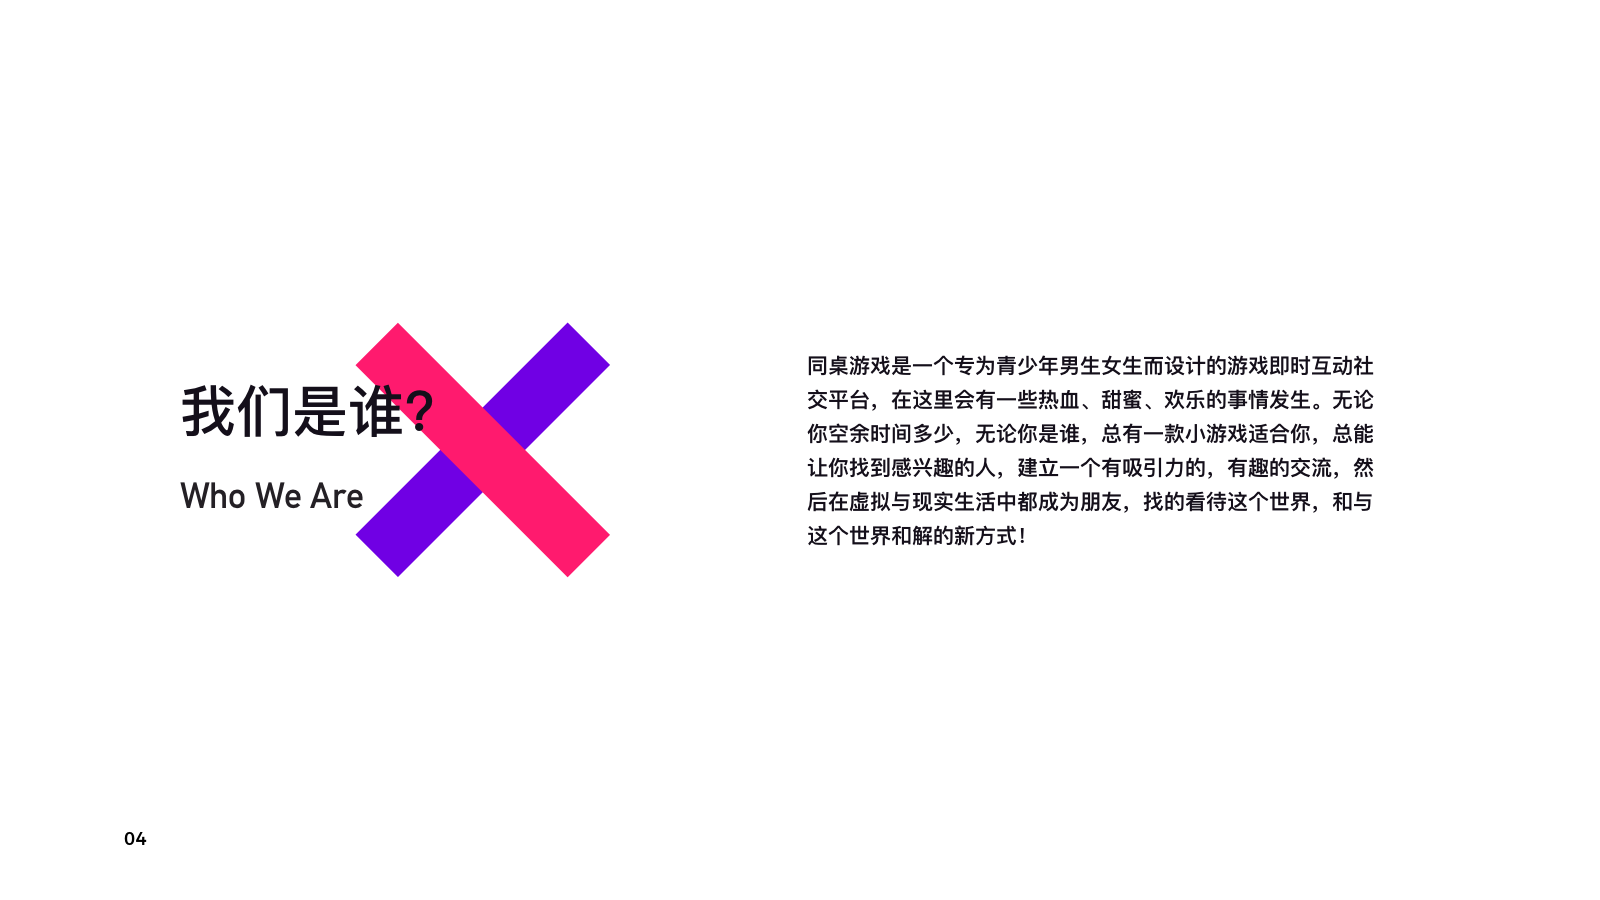 我们是谁?
Who We Are
同桌游戏是一个专为青少年男生女生而设计的游戏即时互动社
交平台，在这里会有一些热血、甜蜜、欢乐的事情发生。无论
你空余时间多少，无论你是谁，总有一款小游戏适合你，总能
让你找到感兴趣的人，建立一个有吸引力的，有趣的交流，然
后在虚拟与现实生活中都成为朋友，找的看待这个世界，和与
这个世界和解的新方式！
04